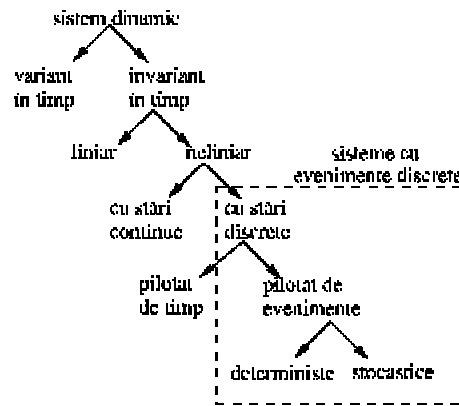 sistem dinamic
variant invariant
in timp in timp
liniar neliniar sisteme cu
evenimente discrete
cu stări cu stări
continue discrete
pilotat pilotat de
de timp evenimente
deterministe stocastice